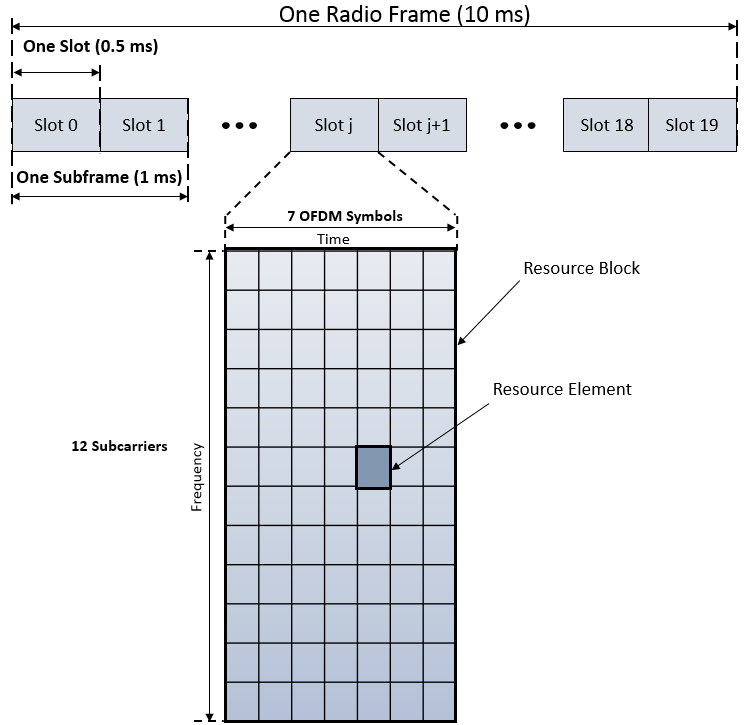 One Radio Frame (10 ms)
One Slot (0.5 ms)
Slot 0
Slot 1
•••
Slot j
Slot j+1
•••
Slot 18
Slot 19
One Subframe (1 ms)
7 OFDM Symbols
Time
Resource Block
Resource Element
12 Subcarriers
Frequency